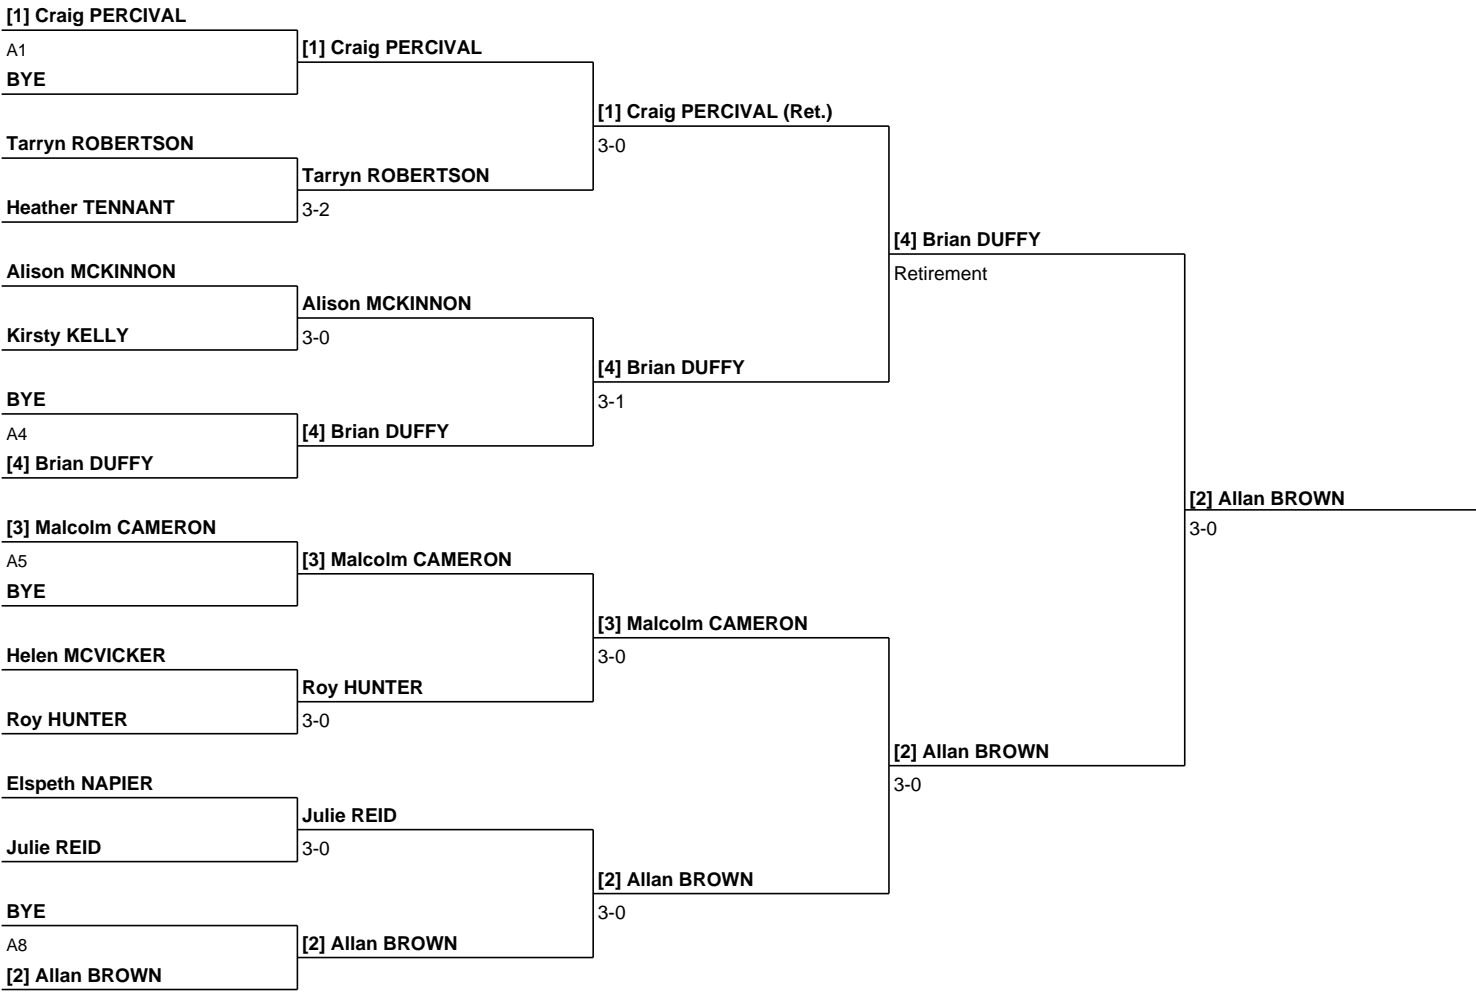 [1] Craig PERCIVAL
A1
BYE
Tarryn ROBERTSON
Heather TENNANT
Alison MCKINNON
Kirsty KELLY
BYE
A4
[4] Brian DUFFY
[3] Malcolm CAMERON
A5
BYE
Helen MCVICKER
Roy HUNTER
Elspeth NAPIER
Julie REID
BYE
A8
[2] Allan BROWN
[1] Craig PERCIVAL
Tarryn ROBERTSON
3-2
Alison MCKINNON
3-0
[4] Brian DUFFY
[3] Malcolm CAMERON
Roy HUNTER
3-0
Julie REID
3-0
[2] Allan BROWN
[1] Craig PERCIVAL (Ret.)
3-0
[4] Brian DUFFY
3-1
[3] Malcolm CAMERON
3-0
[2] Allan BROWN
3-0
[4] Brian DUFFY
Retirement
[2] Allan BROWN
3-0
[2] Allan BROWN
3-0